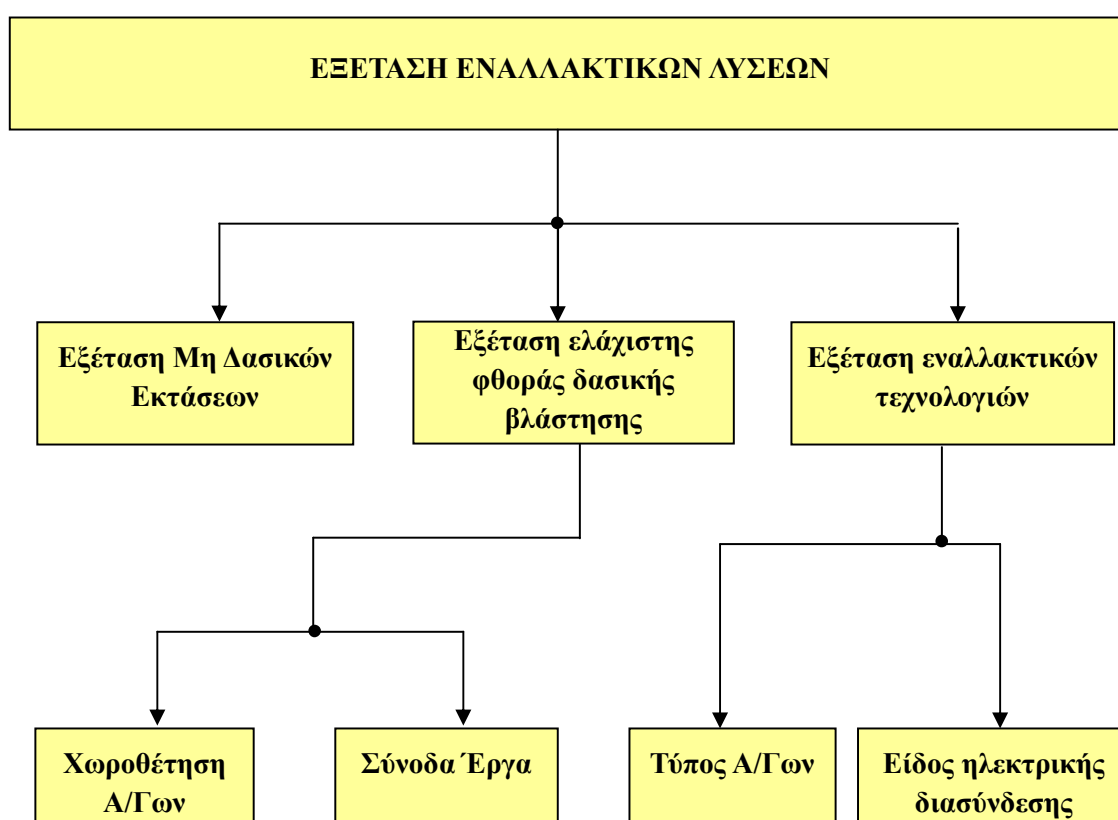 ΕΞΕΤΑΣΗ ΕΝΑΛΛΑΚΤΙΚΩΝ ΛΥΣΕΩΝ
Εξέταση Μη Δασικών
Εκτάσεων
Εξέταση ελάχιστης
φθοράς δασικής
βλάστησης
Εξέταση εναλλακτικών
τεχνολογιών
Χωροθέτηση
Α/Γων
Σύνοδα Έργα
Τύπος Α/Γων
Είδος ηλεκτρικής
διασύνδεσης